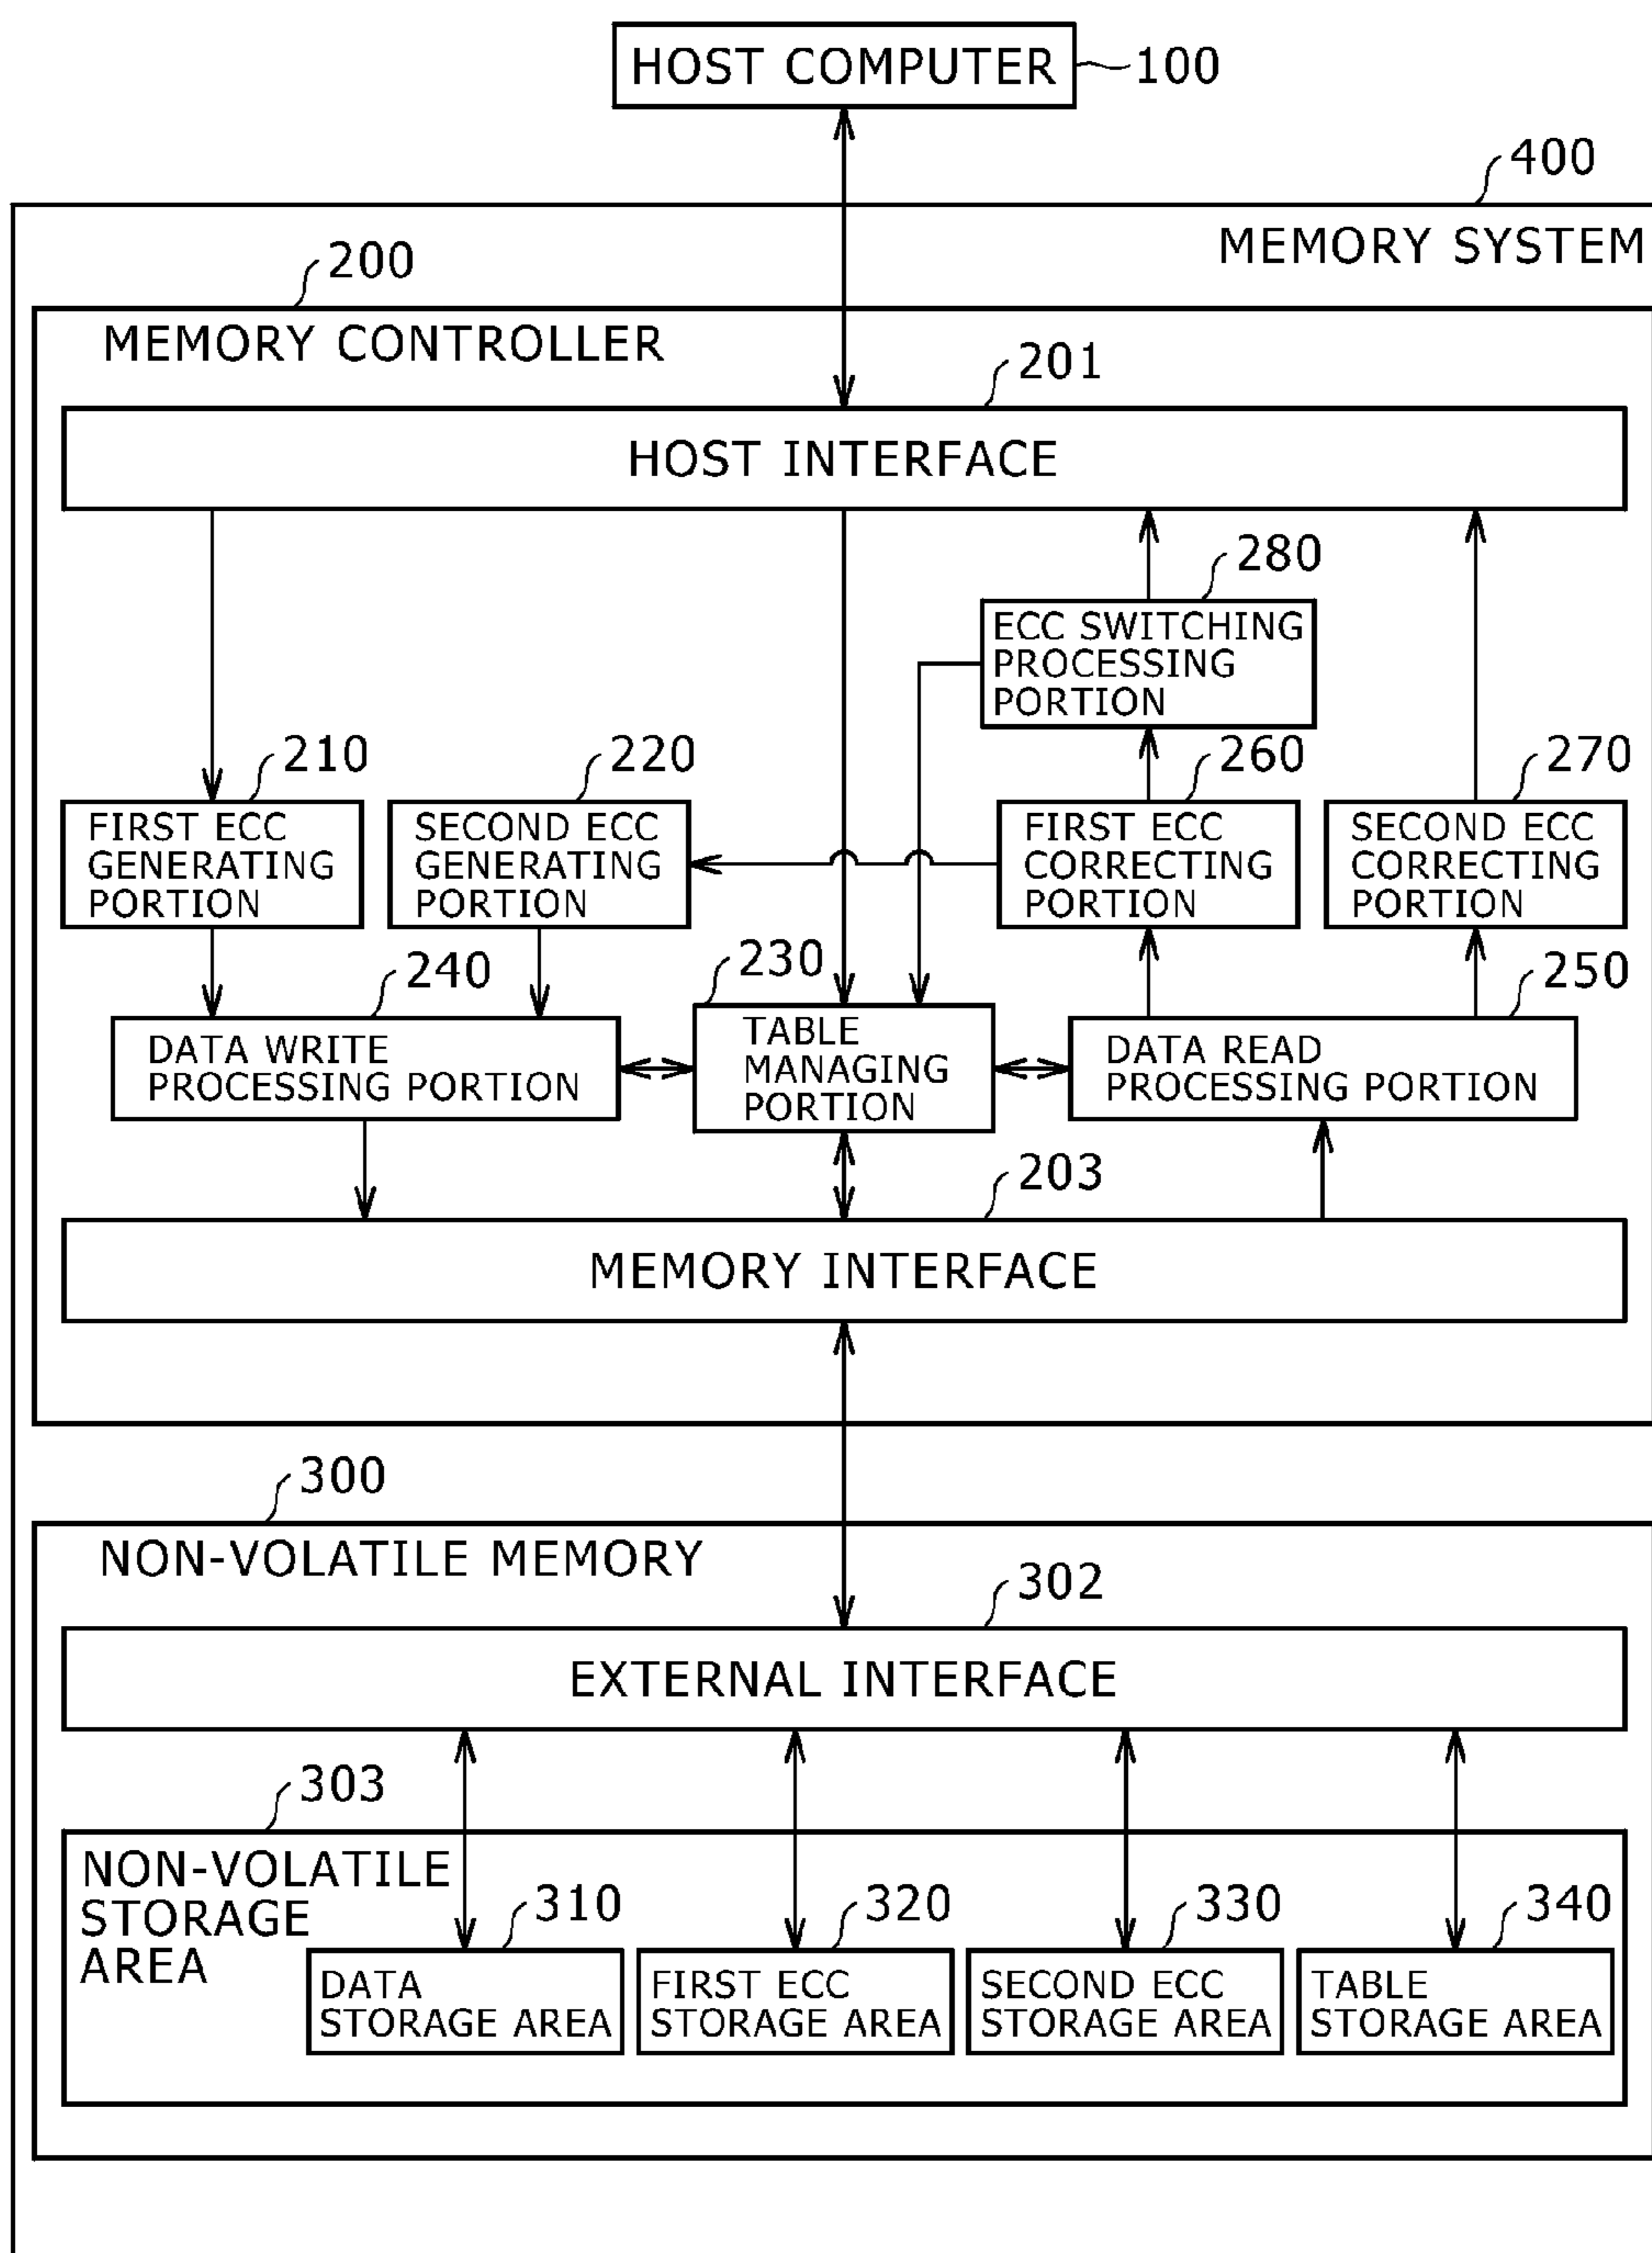 HOST COMPUTER
100
400
MEMORY SYSTEM
200
MEMORY CONTROLLER
201
HOST INTERFACE
280
ECC SWITCHING
PROCESSING
PORTION
210
FIRST ECC
GENERATING
PORTION
220
SECOND ECC
GENERATING
PORTION
260
FIRST ECC
CORRECTING
PORTION
270
SECOND ECC
CORRECTING
PORTION
240
DATA WRITE
PROCESSING PORTION
230
TABLE
MANAGING
PORTION
250
DATA READ
PROCESSING PORTION
203
MEMORY INTERFACE
300
NON-VOLATILE MEMORY
302
EXTERNAL INTERFACE
303
NON-VOLATILE
STORAGE
AREA
310
DATA
STORAGE AREA
320
FIRST ECC
STORAGE AREA
330
SECOND ECC
STORAGE AREA
340
TABLE
STORAGE AREA